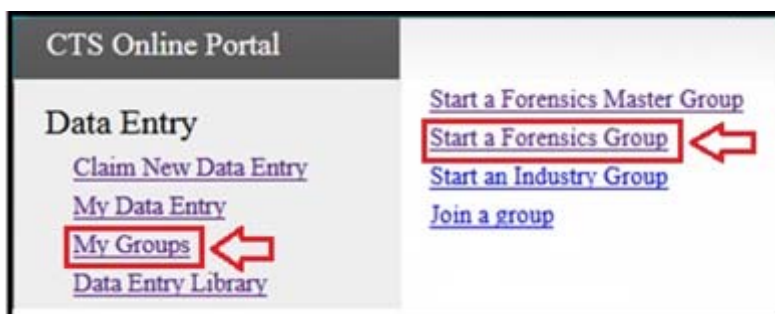 CTS Online Portal
Data Entry
Claim New Data Entry
My Data Entry
My Groups
Data Entry Library
Start a Forensics Master Group
Start a Forensics Group
Start an Industry Group
Join a group